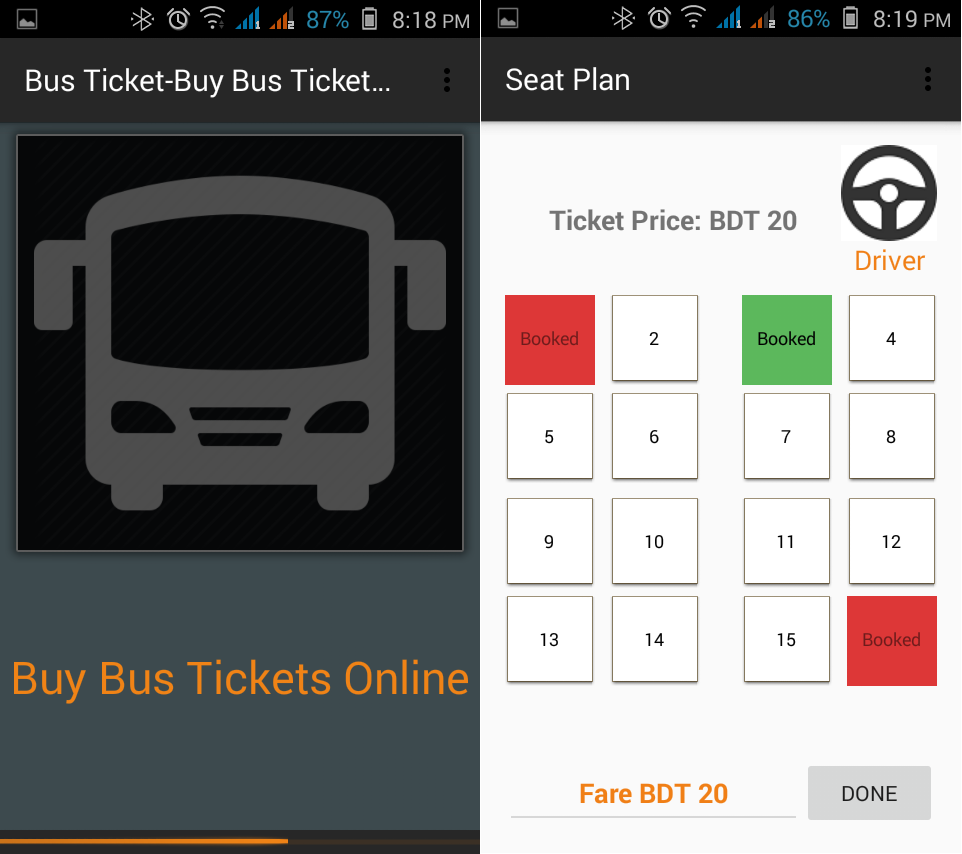 87% 8:18 PM
Bus Ticket-Buy Bus Ticket...
Buy Bus Tickets Online
86% 8:19 PM
Seat Plan
Ticket Price: BDT 20
Driver
Booked 2 Booked 4
5 6 7 8
9 10 11 12
13 14 15 Booked
Fare BDT 20 DONE